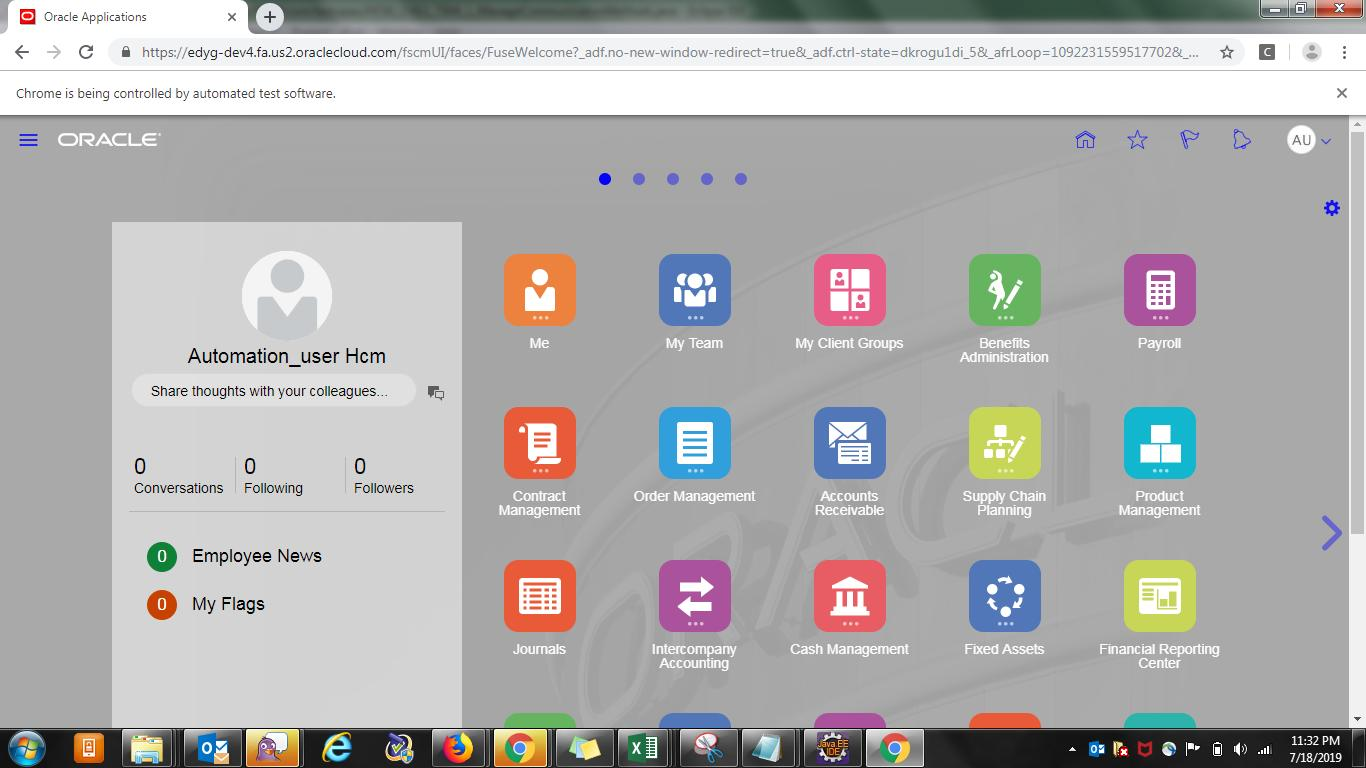 Oracle Applications
https://edyg-dev4.fa.us2.oraclecloud.com/fscmUI/faces/FuseWelcome?_adf.no-new-window-redirect=true&_adf.ctrl-state=dkrogu1di_5&_afrLoop=1092231559517702&_...
C
Chrome is being controlled by automated test software.
ORACLE
AU
Automation_user Hcm
Share thoughts with your colleagues...
0 0 0
Conversations Following Followers
0 Employee News
0 My Flags
Me
My Team
My Client Groups
Benefits
Administration
Payroll
Contract
Management
Order Management
Accounts
Receivable
Supply Chain
Planning
Product
Management
Journals
Intercompany
Accounting
Cash Management
Fixed Assets
Financial Reporting
Center
Java EE
IDE
11:32 PM
7/18/2019